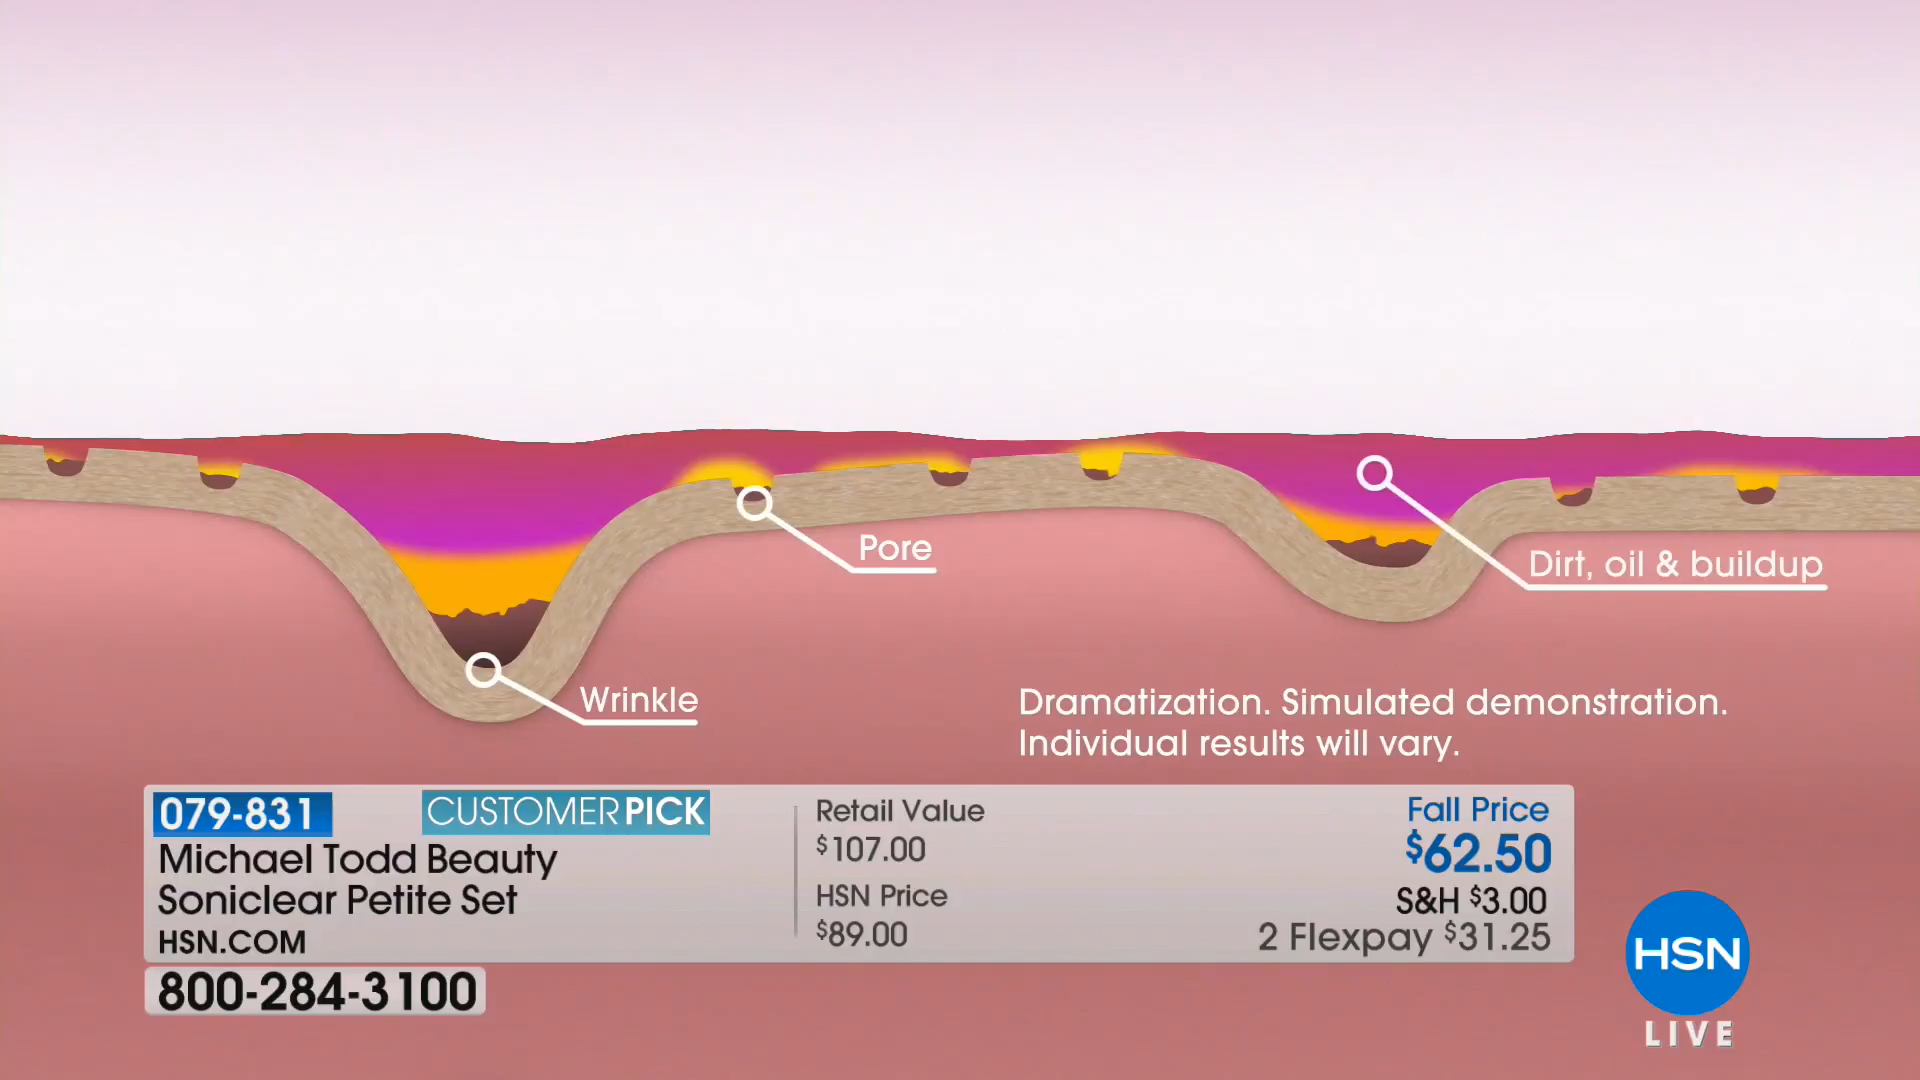 Pore
Dirt, oil & buildup
Wrinkle
Dramatization. Simulated demonstration.
Individual results will vary.
079-831
CUSTOMERPICK
Michael Todd Beauty
Soniclear Petite Set
HSN.COM
800-284-3100
Retail Value
$107.00
HSN Price
$89.00
Fall Price
$62.50
S&H $3.00
2 Flexpay $31.25
HSN
LIVE